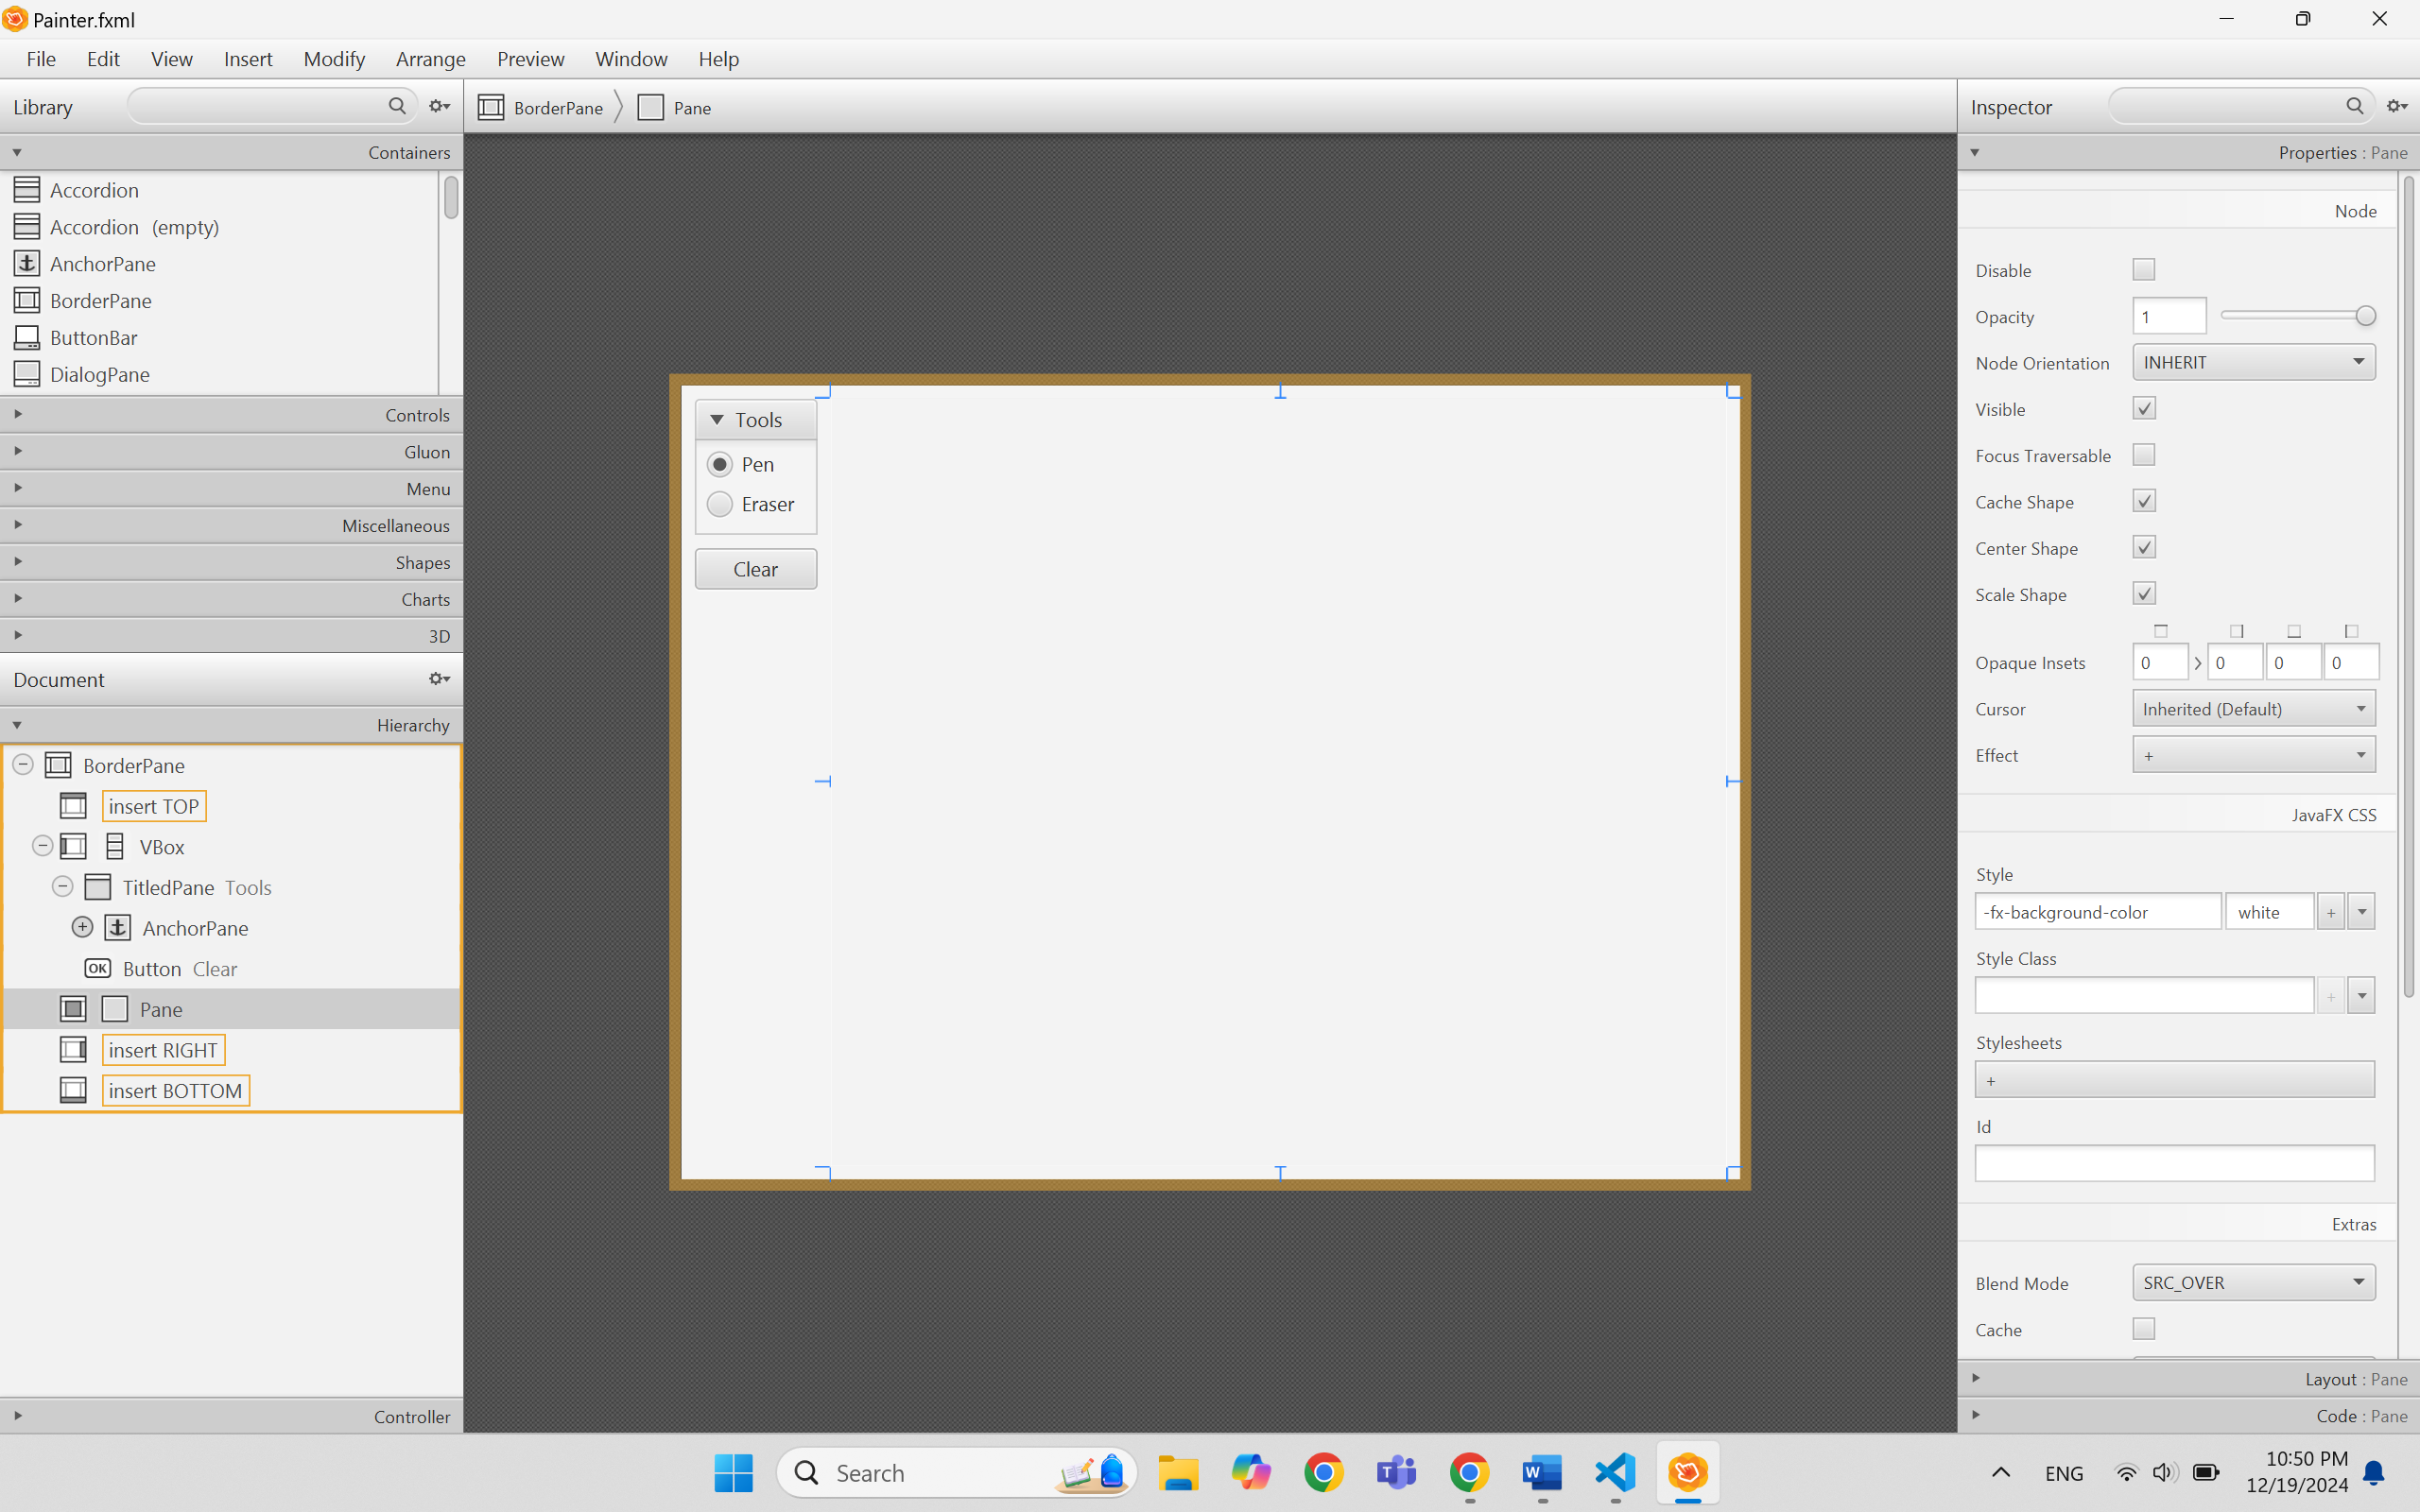 Painter.fxml
File Edit View Insert Modify Arrange Preview Window Help
Library
BorderPane Pane
Inspector
Containers
Properties : Pane
Accordion
Accordion (empty)
AnchorPane
BorderPane
ButtonBar
DialogPane
Controls
Gluon
Menu
Miscellaneous
Shapes
Charts
3D
Document
Hierarchy
BorderPane
insert TOP
VBox
TitledPane Tools
AnchorPane
OK Button Clear
Pane
insert RIGHT
insert BOTTOM
Controller
Tools
Pen
Eraser
Clear
Node
Disable
Opacity 1
Node Orientation INHERIT
Visible
Focus Traversable
Cache Shape
Center Shape
Scale Shape
Opaque Insets 0 > 0 0 0
Cursor Inherited (Default)
Effect +
JavaFX CSS
Style
-fx-background-color white +
Style Class
+
Stylesheets
+
Id
Extras
Blend Mode SRC_OVER
Cache
Layout : Pane
Code : Pane
Search
ENG
10:50 PM
12/19/2024